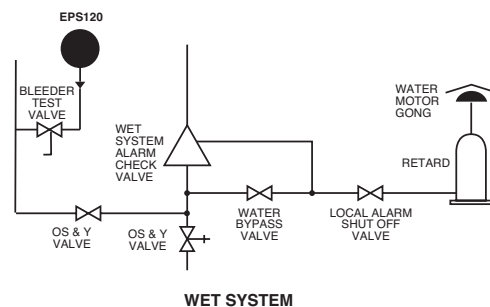 EPS120
BLEEDER
TEST
VALVE
WET
SYSTEM
ALARM
CHECK
VALVE
WATER
MOTOR
GONG
RETARD
OS & Y
VALVE
OS & Y
VALVE
WATER
BYPASS
VALVE
LOCAL ALARM
SHUT OFF
VALVE
WET SYSTEM